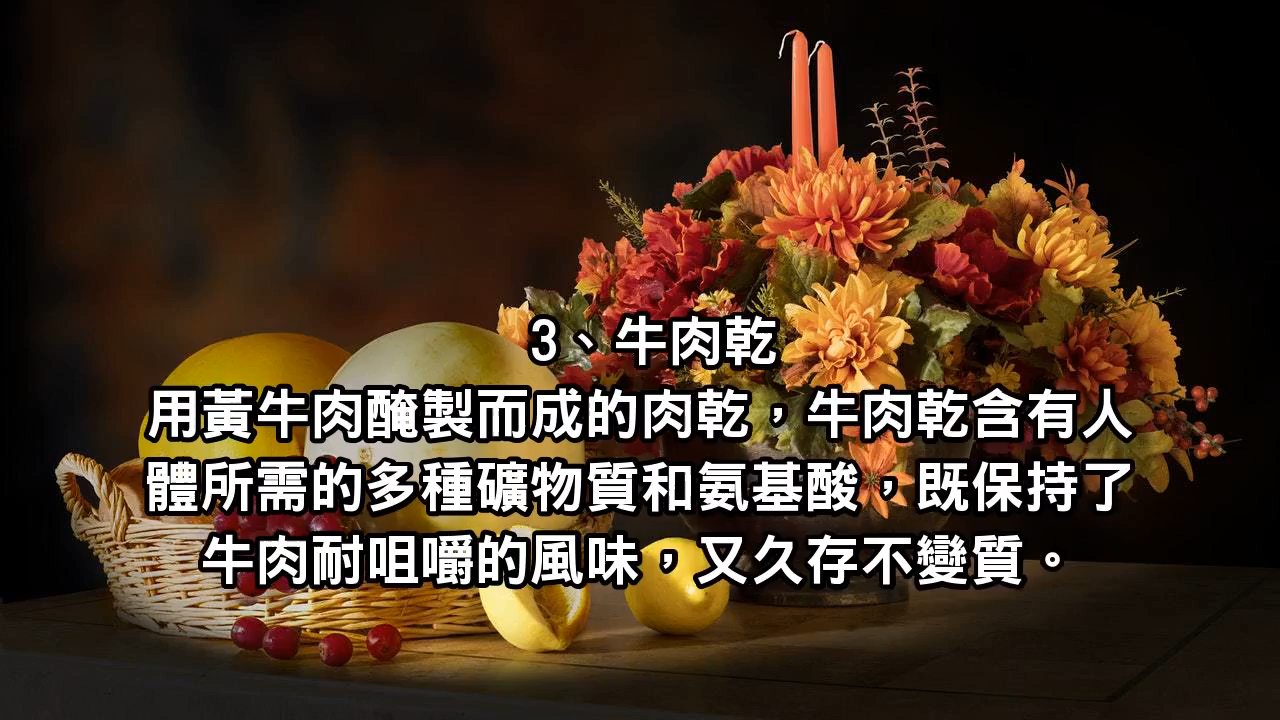 3、牛肉乾
用黃牛肉醃製而成的肉乾，牛肉乾含有人
體所需的多種礦物質和氨基酸，既保持了
牛肉耐咀嚼的風味，又久存不變質。